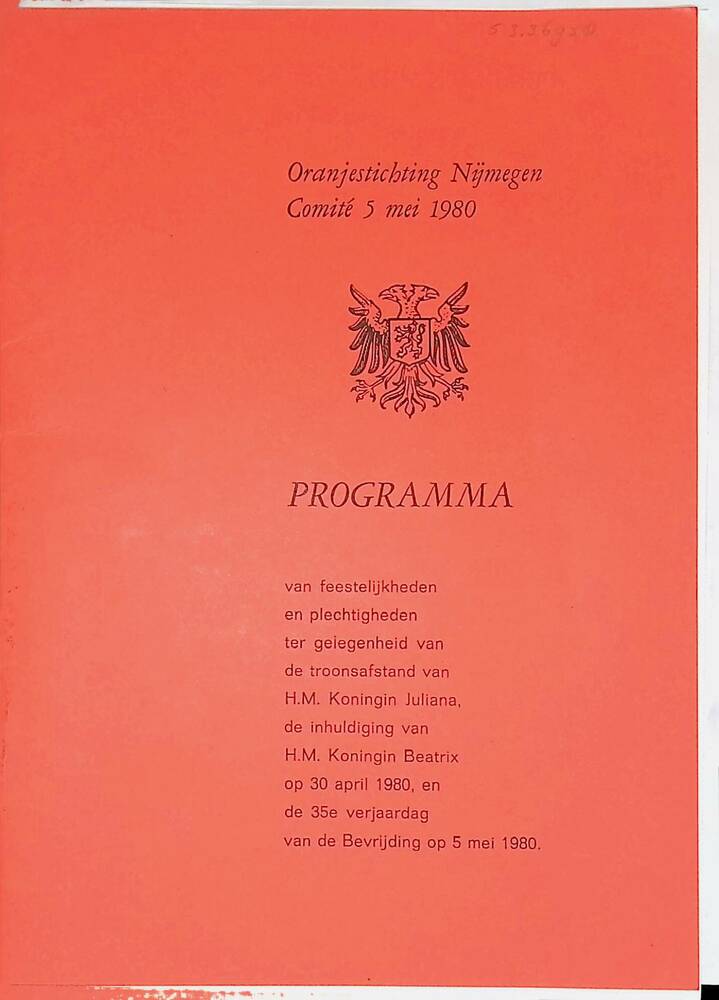 Oranjestichting Nijmegen
Comité 5 mei 1980
PROGRAMMA
van feestelijkheden
en plechtigheden
ter gelegenheid van
de troonsafstand van
H.M. Koningin Juliana,
de inhuldiging van
H.M. Koningin Beatrix
op 30 april 1980, en
de 35e verjaardag
van de Bevrijding op 5 mei 1980.